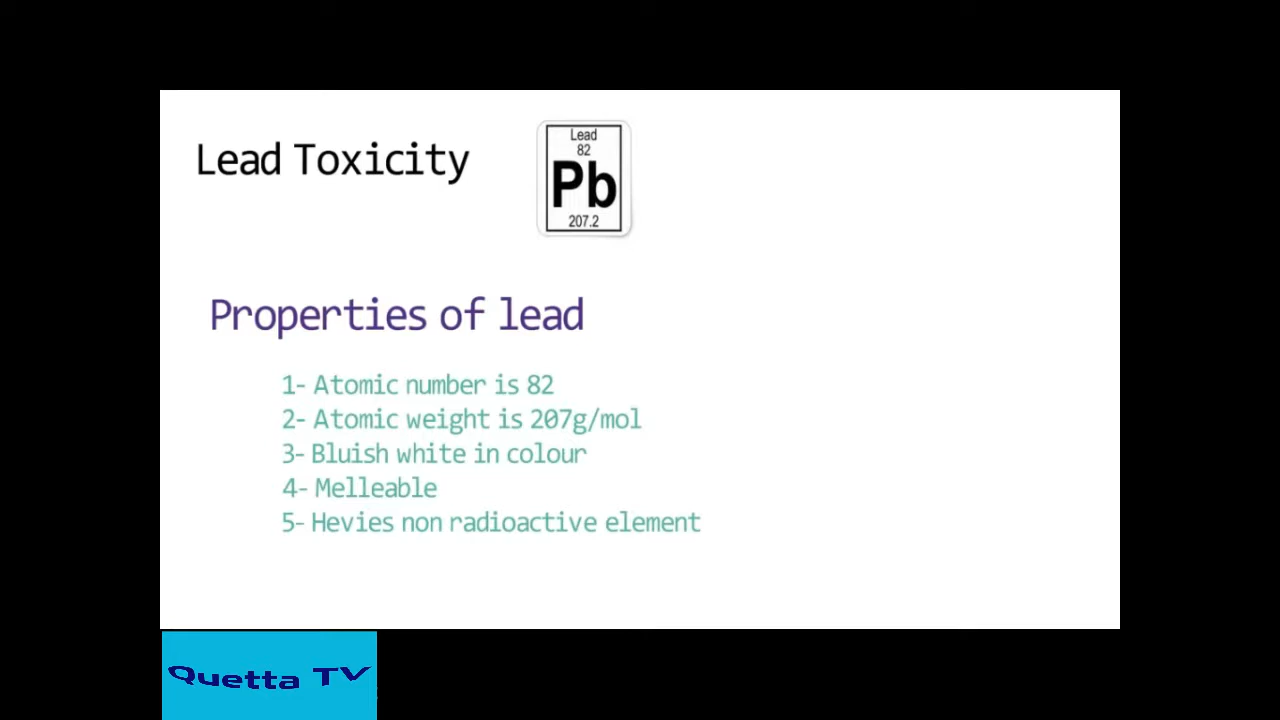 Lead Toxicity
Lead
82
Pb
207.2
Properties of lead
1- Atomic number is 82
2- Atomic weight is 207g/mol
3- Bluish white in colour
4- Melleable
5- Hevies non radioactive element
Quetta TV